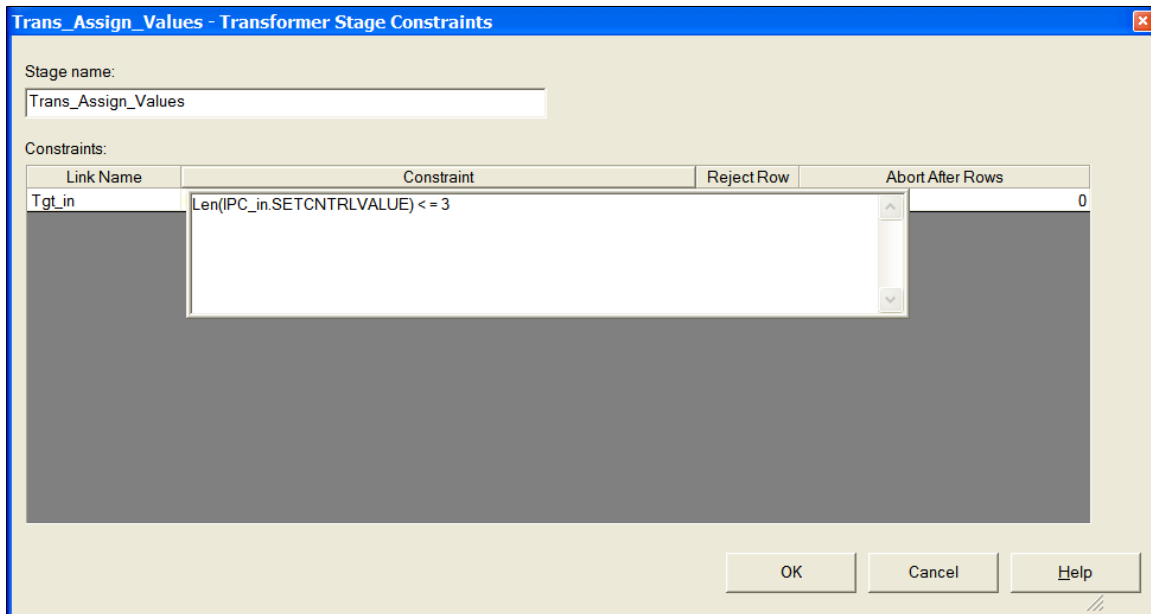 Trans_Assign_Values - Transformer Stage Constraints
Stage name:
Trans_Assign_Values
Constraints:
Link Name Constraint Reject Row Abort After Rows
Tgt_in Len(IPC_in.SETCNTRLVALUE) < = 3 0
OK Cancel Help